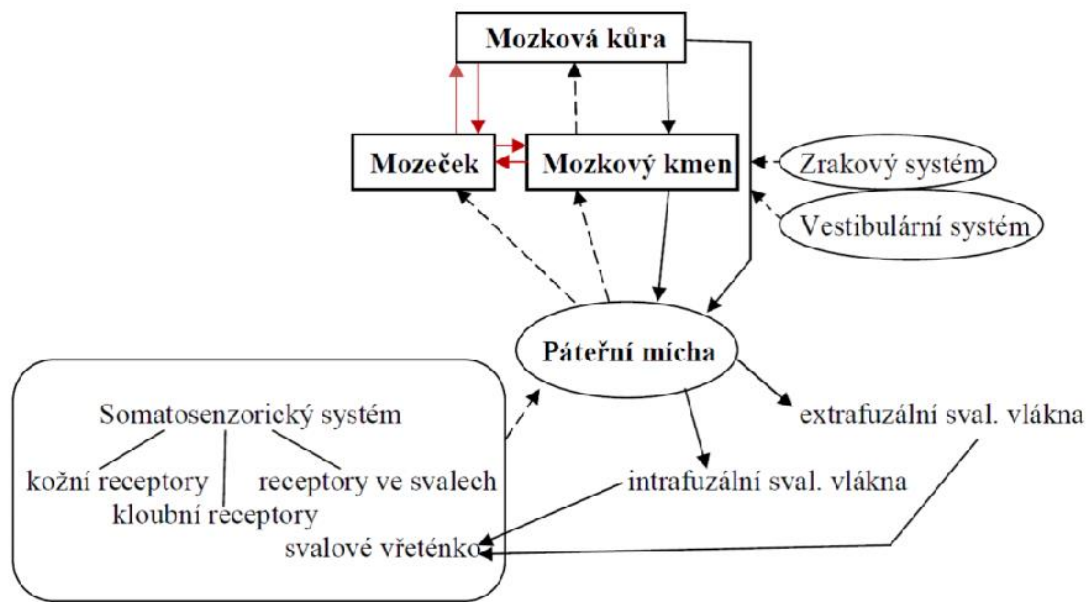 Mozková kůra
Mozeček
Mozkový kmen
Zrakový systém
Vestibulární systém
Páteřní mícha
Somatosenzorický systém
extrafuzální sval. vlákna
kožní receptory
receptory ve svalech
intrafuzální sval. vlákna
kloubní receptory
svalové vřeténko